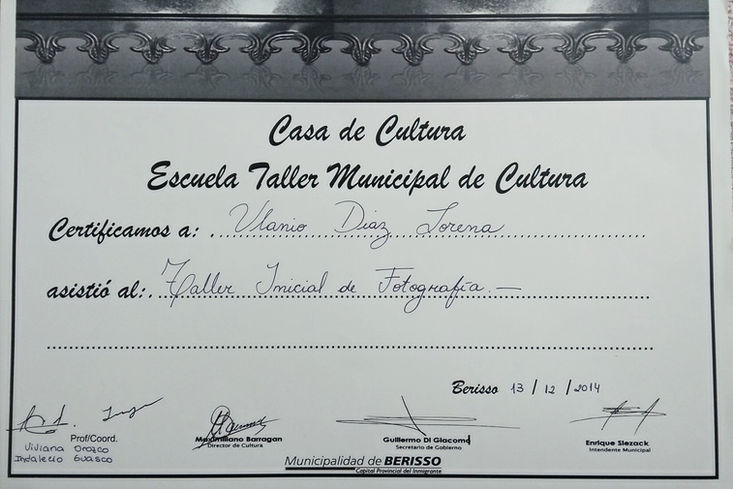 Casa de Cultura
Escuela Taller Municipal de Cultura
Certificamos a: Ulanio Diaz Lorena
asistió al: Taller Inicial de Fotografía.—
Berisso 13/12/2014
Prof/Coord.
Viviana Orozco
Indalecio Guasco
Maximiliano Barragan
Director de Cultura
Guillermo Di Giacomo
Secretario de Gobierno
Enrique Slezack
Intendente Municipal
Municipalidad de BERISSO
Capital Provincial del Inmigrante